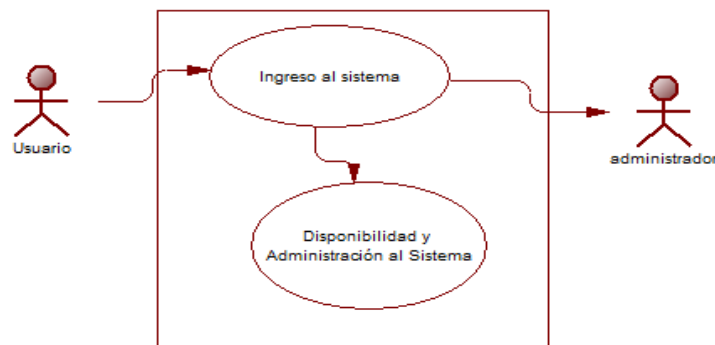 Ingreso al sistema
Usuario
administrador
Disponibilidad y
Administración al Sistema